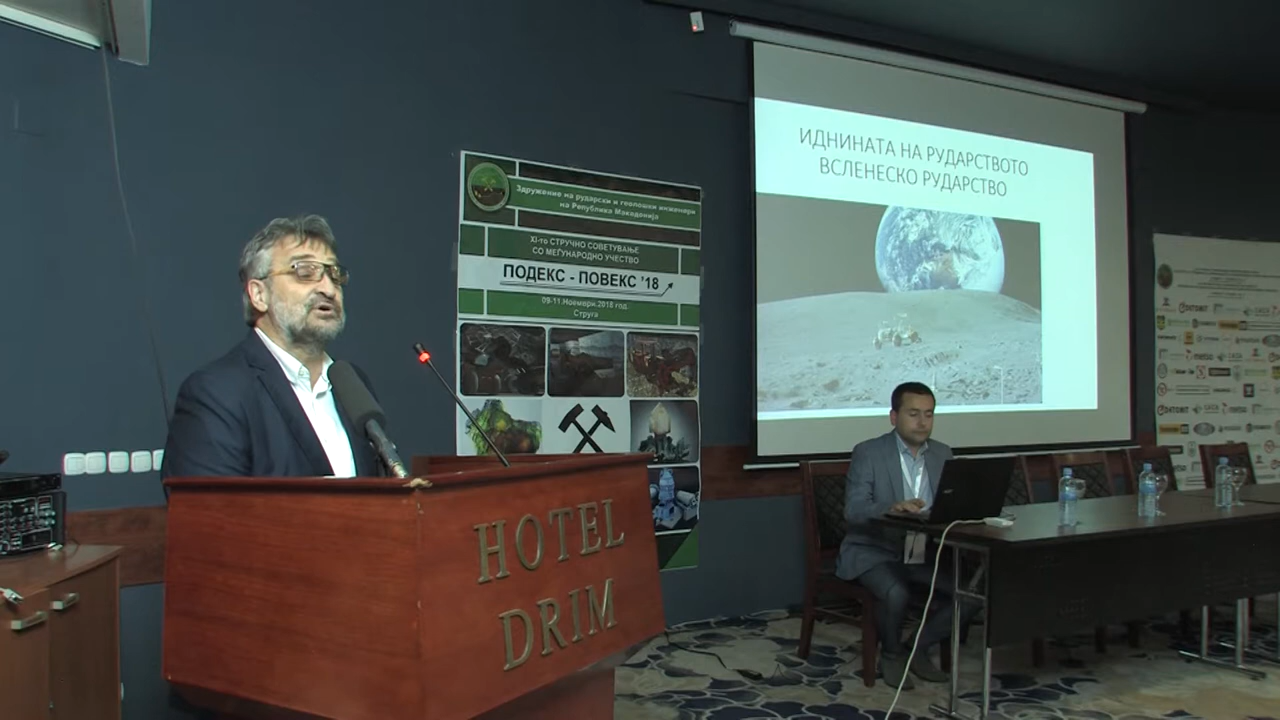 Здружение на рударски и геолошки инженери
на Република Македонија
XI-то СТРУЧНО СОВЕТУВАЊЕ
СО МЕЃУНАРОДНО УЧЕСТВО
ПОДЕКС - ПОВЕКС '18
09-11.Ноември.2018 год.
Струга
ИДНИНАТА НА РУДАРСТВОТО
ВСЛЕНЕСКО РУДАРСТВО
HOTEL
DRIM